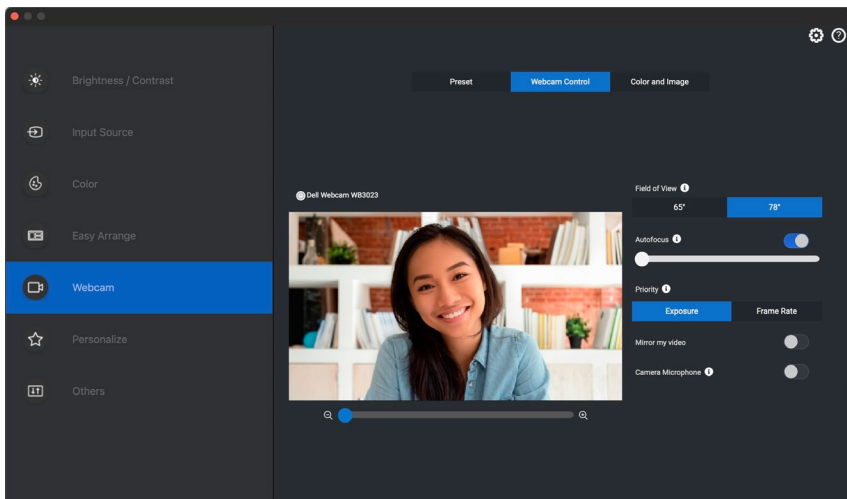 Brightness / Contrast
Input Source
Color
Easy Arrange
Webcam
Personalize
Others
Preset
Webcam Control
Color and Image
Dell Webcam WB3023
Field of View
65°
78°
Autofocus
Priority
Exposure
Frame Rate
Mirror my video
Camera Microphone